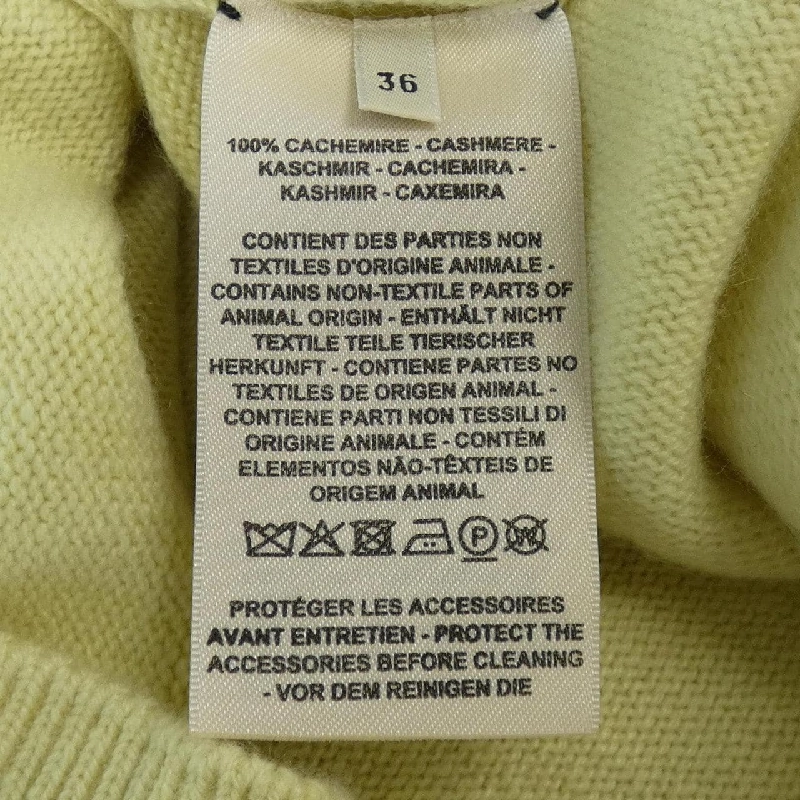 36
100% CACHEMIRE - CASHMERE -
KASCHMIR - CACHEMIRA -
KASHMIR - CAXEMIRA
CONTIENT DES PARTIES NON
TEXTILES D'ORIGINE ANIMALE -
CONTAINS NON-TEXTILE PARTS OF
ANIMAL ORIGIN - ENTHÄLT NICHT
TEXTILE TEILE TIERISCHER
HERKUNFT - CONTIENE PARTES NO
TEXTILES DE ORIGEN ANIMAL -
CONTIENE PARTI NON TESSILI DI
ORIGINE ANIMALE - CONTÉM
ELEMENTOS NÃO-TÊXTEIS DE
ORIGEM ANIMAL
P W
PROTÉGER LES ACCESSOIRES
AVANT ENTRETIEN - PROTECT THE
ACCESSORIES BEFORE CLEANING
- VOR DEM REINIGEN DIE